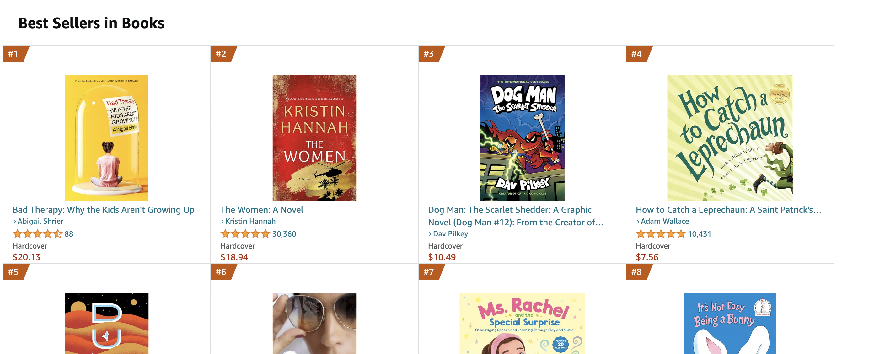 Best Sellers in Books
#1
#2
#3
#4
KRISTIN
HANNAH
THE
WOMEN
DOG MAN
The Scarlet Shedder
DAV PILKEY
How
to Catch a
Leprechaun
Bad Therapy: Why the Kids Aren't Growing Up
› Abigail Shrier
88
Hardcover
$20.13
The Women: A Novel
› Kristin Hannah
30,360
Hardcover
$18.94
Dog Man: The Scarlet Shedder: A Graphic
Novel (Dog Man #12): From the Creator of…
› Dav Pilkey
Hardcover
$10.49
How to Catch a Leprechaun: A Saint Patrick's…
› Adam Wallace
10,431
Hardcover
$7.56
#5
#6
#7
#8
Ms. Rachel
and the
Special Surprise
It's Not Easy
Being a Bunny